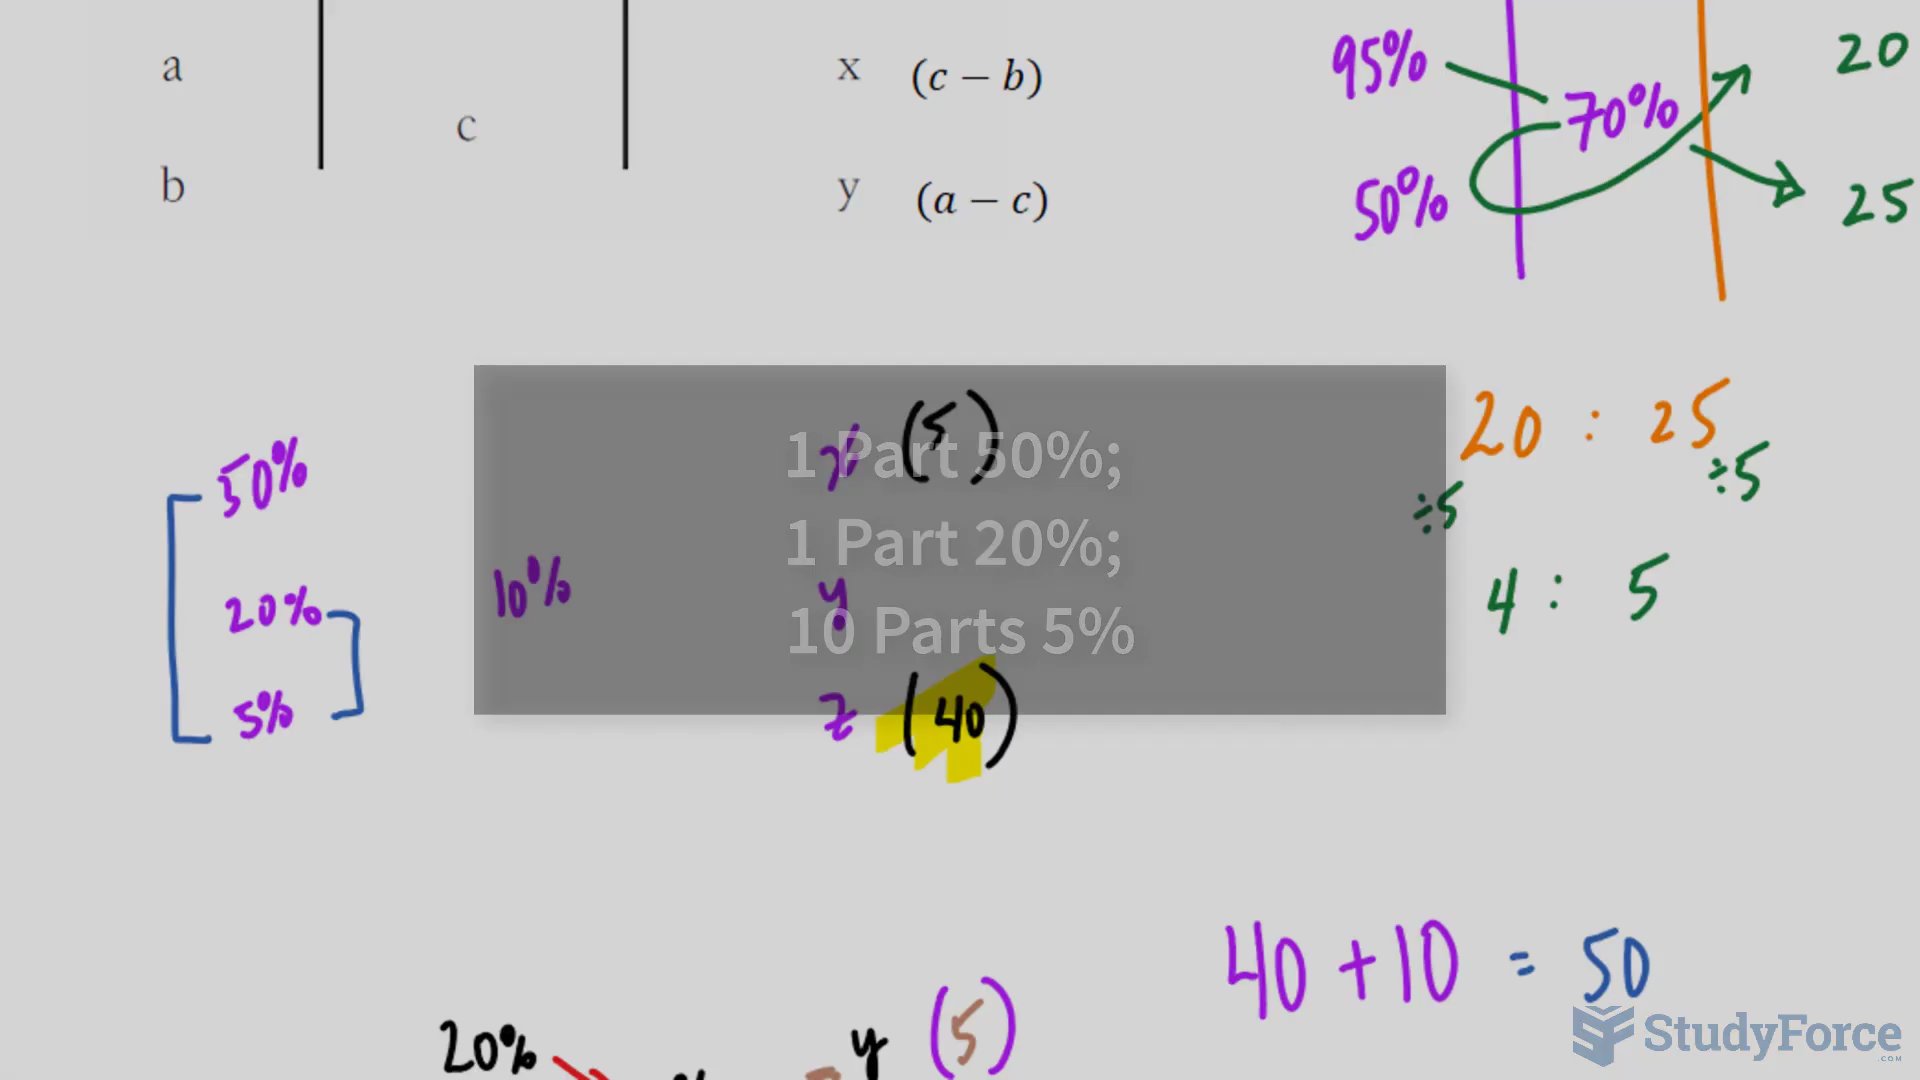 a
x (c − b)
c
b
y (a − c)
95%
20
70%
50%
25
50%
x (5)
20 : 25
÷5 ÷5
20%
10%
y
4 : 5
5%
z (40)
1 Part 50%;
1 Part 20%;
10 Parts 5%
40 + 10 = 50
20%
y (5)
StudyForce
.COM